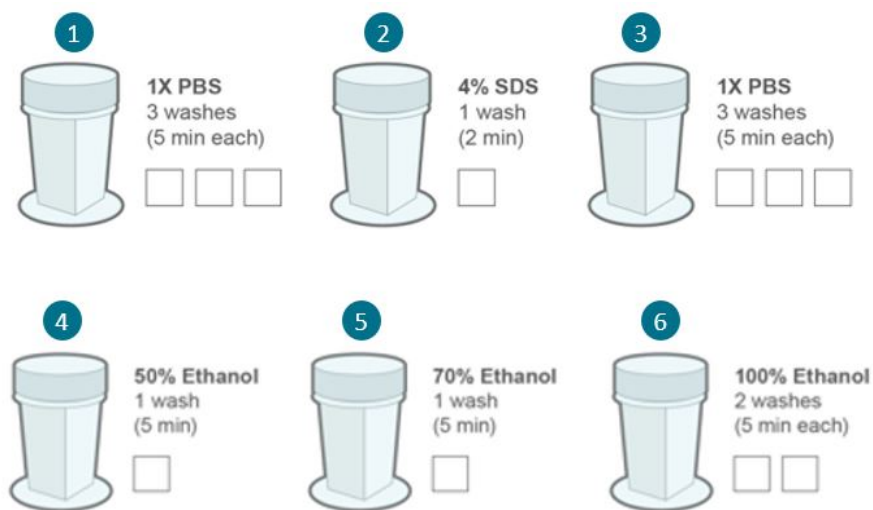 1
1X PBS
3 washes
(5 min each)
2
4% SDS
1 wash
(2 min)
3
1X PBS
3 washes
(5 min each)
4
50% Ethanol
1 wash
(5 min)
5
70% Ethanol
1 wash
(5 min)
6
100% Ethanol
2 washes
(5 min each)